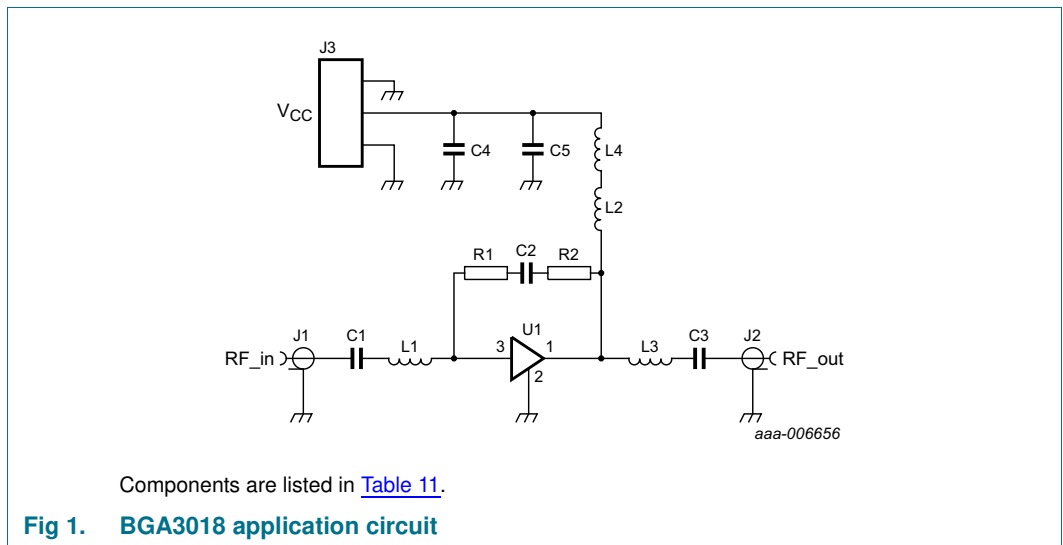 J3
VCC
C4
C5
L4
L2
R1
C2
R2
U1
J1
C1
L1
3
1
2
L3
C3
J2
RF_in
RF_out
aaa-006656
Components are listed in Table 11.
Fig 1. BGA3018 application circuit